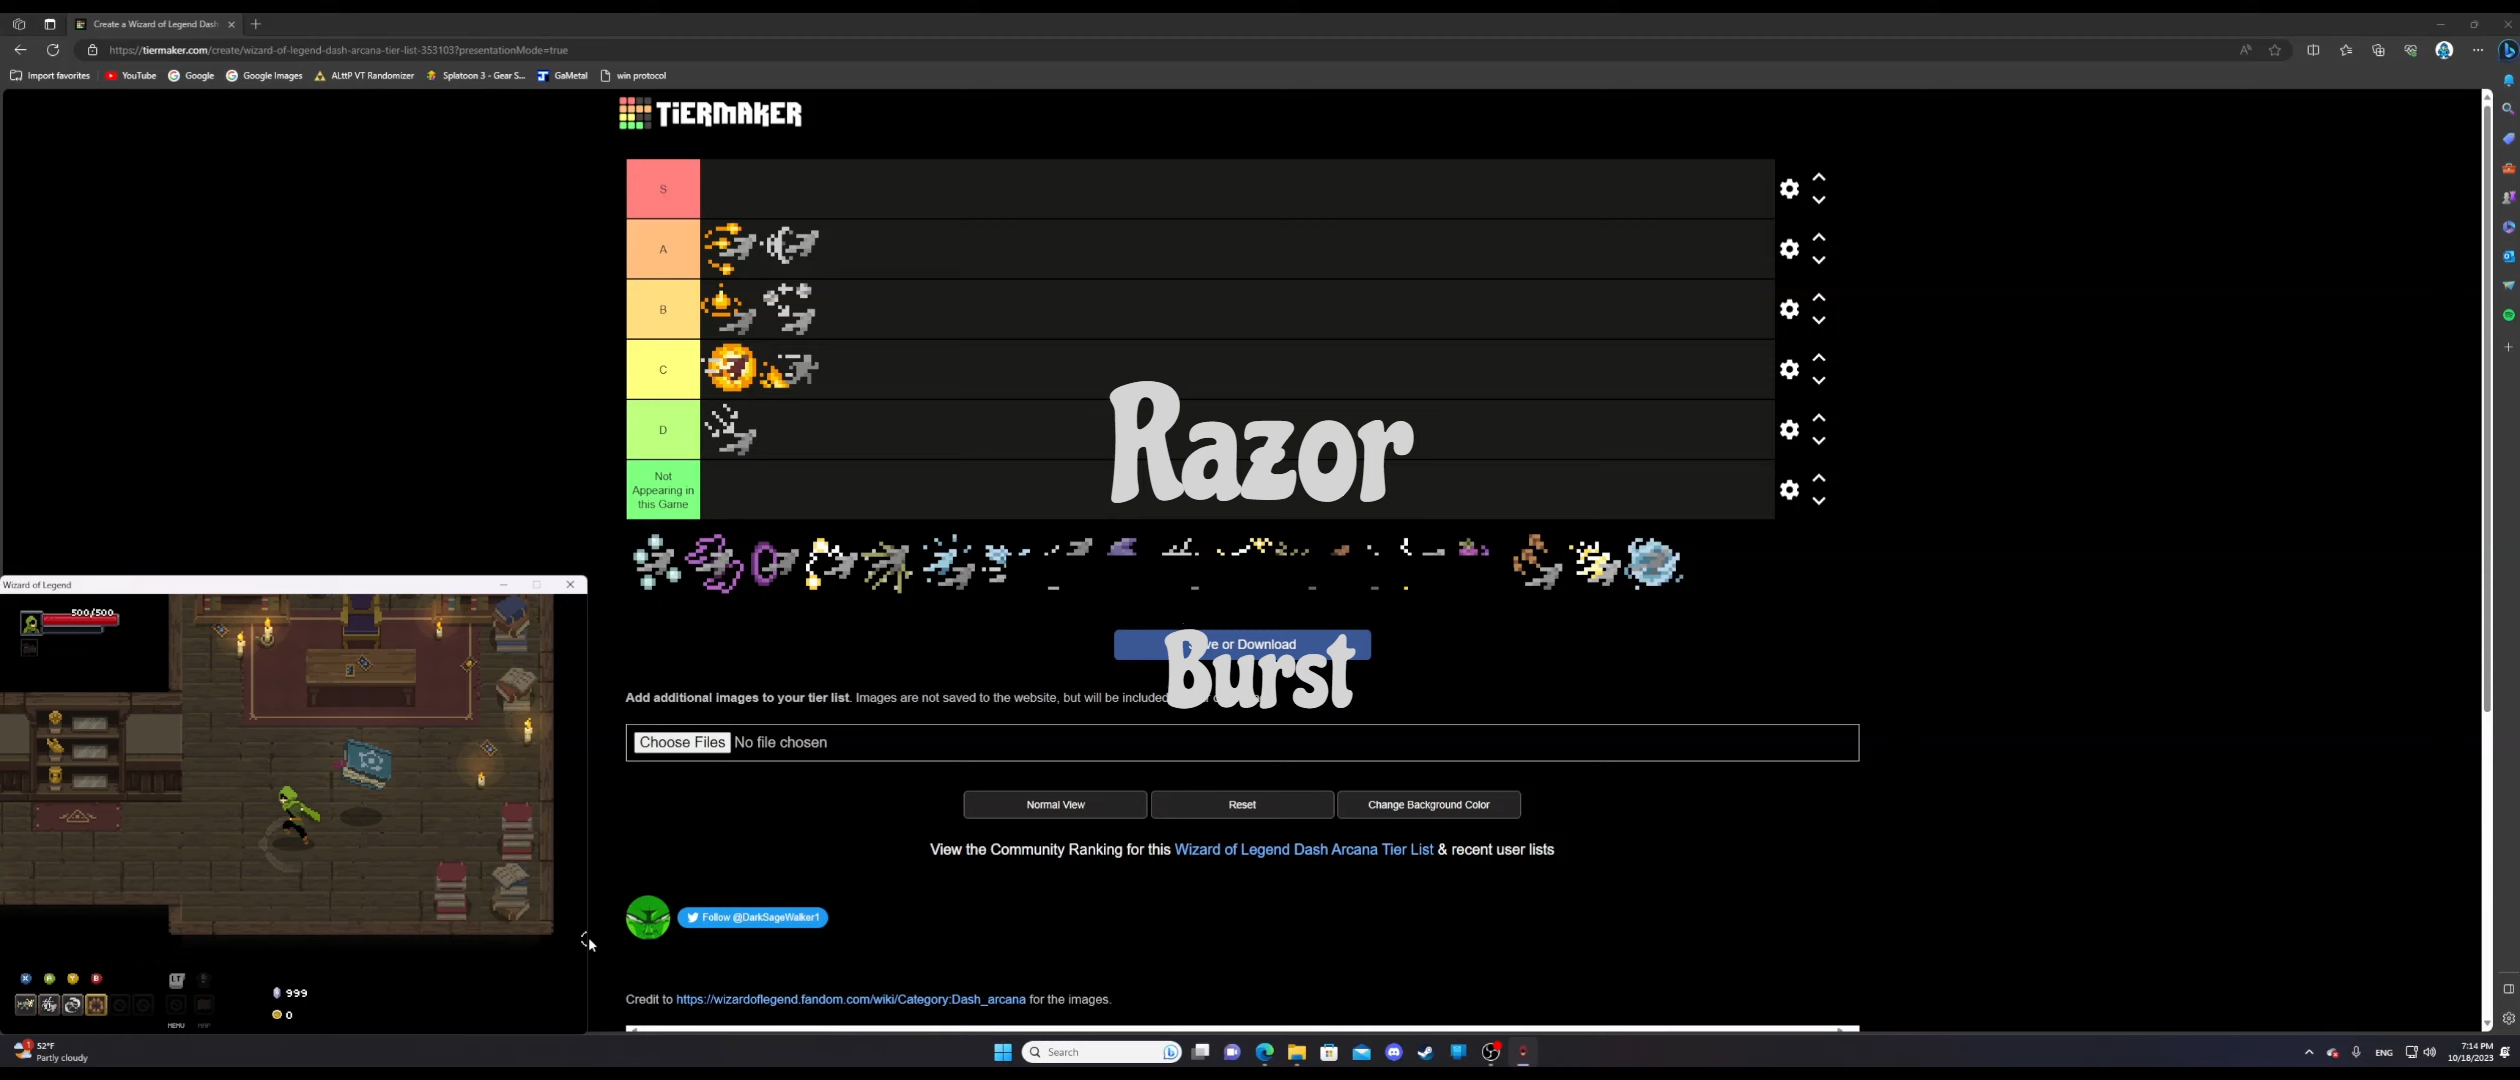 Create a Wizard of Legend Dash
https://tiermaker.com/create/wizard-of-legend-dash-arcana-tier-list-353103?presentationMode=true
Import favorites
YouTube
Google
Google Images
ALttP VT Randomizer
Splatoon 3 - Gear S...
GaMetal
win protocol
TiERMAKER
S
A
B
C
D
Not
Appearing in
this Game
Razor
Burst
Save or Download
Add additional images to your tier list. Images are not saved to the website, but will be included
Choose Files No file chosen
Normal View
Reset
Change Background Color
View the Community Ranking for this Wizard of Legend Dash Arcana Tier List & recent user lists
Follow @DarkSageWalker1
Credit to https://wizardoflegend.fandom.com/wiki/Category:Dash_arcana for the images.
Wizard of Legend
500/500
X A Y B
LT
999
0
MENU
MAP
52°F
Partly cloudy
Search
ENG
7:14 PM
10/18/2023